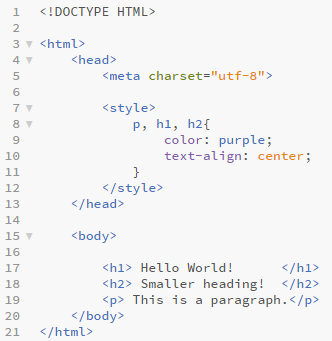 1 <!DOCTYPE HTML>
2
3 <html>
4     <head>
5         <meta charset="utf-8">
6
7         <style>
8             p, h1, h2{
9                 color: purple;
10                 text-align: center;
11             }
12         </style>
13     </head>
14
15     <body>
16
17         <h1> Hello World!      </h1>
18         <h2> Smaller heading!  </h2>
19         <p> This is a paragraph.</p>
20     </body>
21 </html>